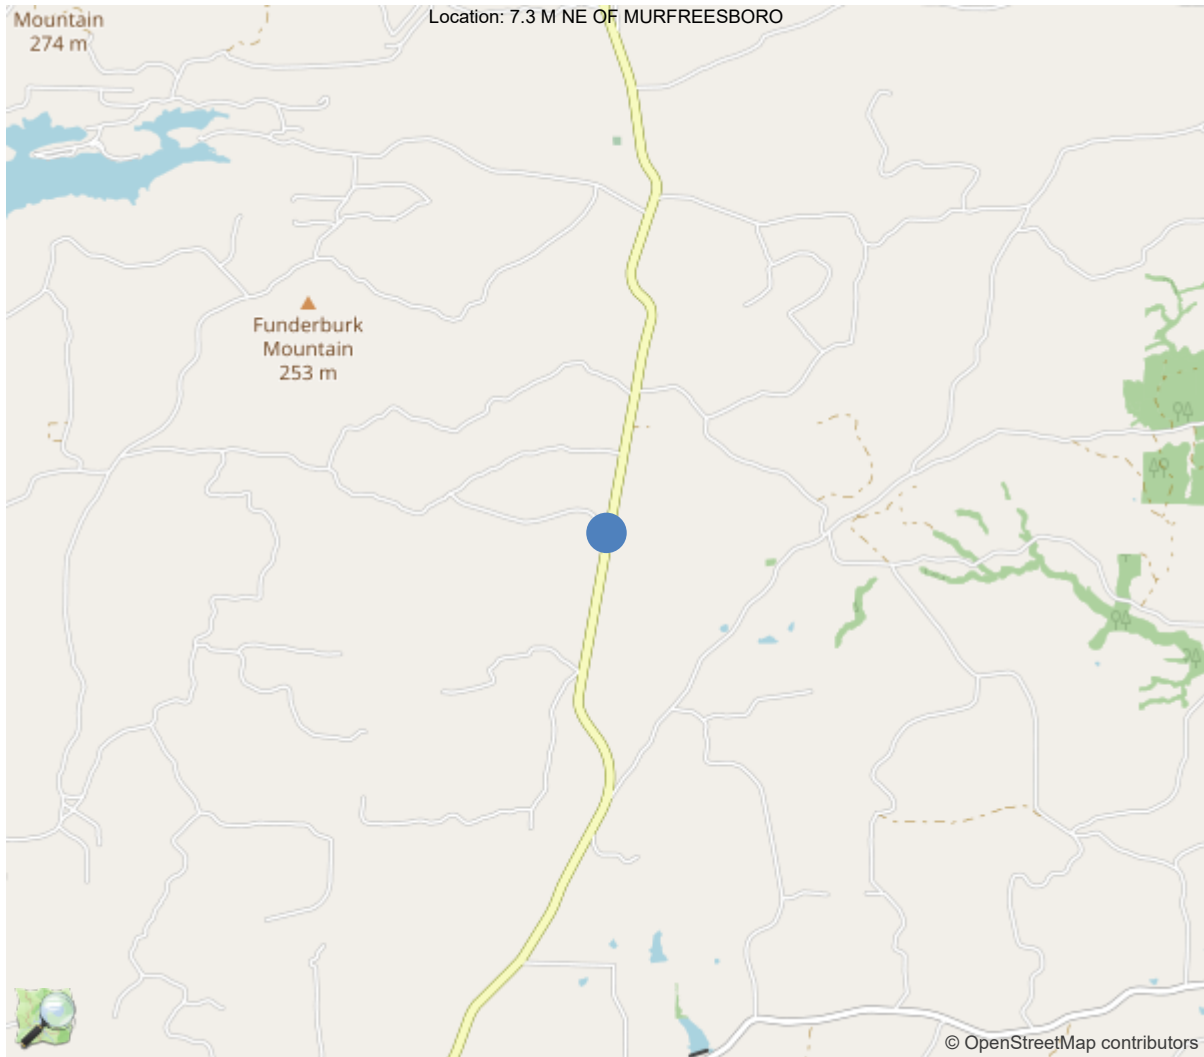 Location: 7.3 M NE OF MURFREESBORO
Mountain
274 m
Funderburk
Mountain
253 m
© OpenStreetMap contributors